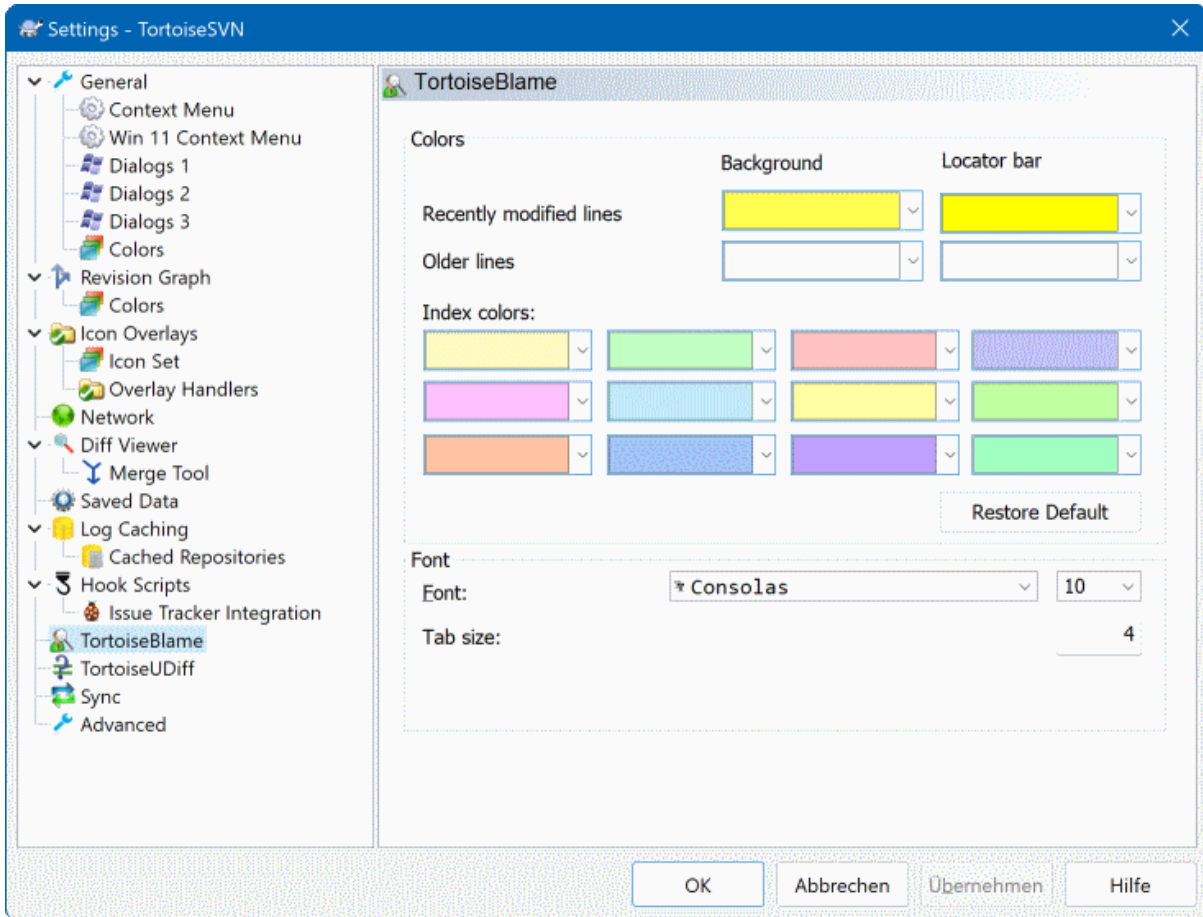 Settings - TortoiseSVN
General
Context Menu
Win 11 Context Menu
Dialogs 1
Dialogs 2
Dialogs 3
Colors
Revision Graph
Colors
Icon Overlays
Icon Set
Overlay Handlers
Network
Diff Viewer
Merge Tool
Saved Data
Log Caching
Cached Repositories
Hook Scripts
Issue Tracker Integration
TortoiseBlame
TortoiseUDiff
Sync
Advanced
TortoiseBlame
Colors
Background Locator bar
Recently modified lines
Older lines
Index colors:
Restore Default
Font
Font: Consolas 10
Tab size: 4
OK Abbrechen Übernehmen Hilfe